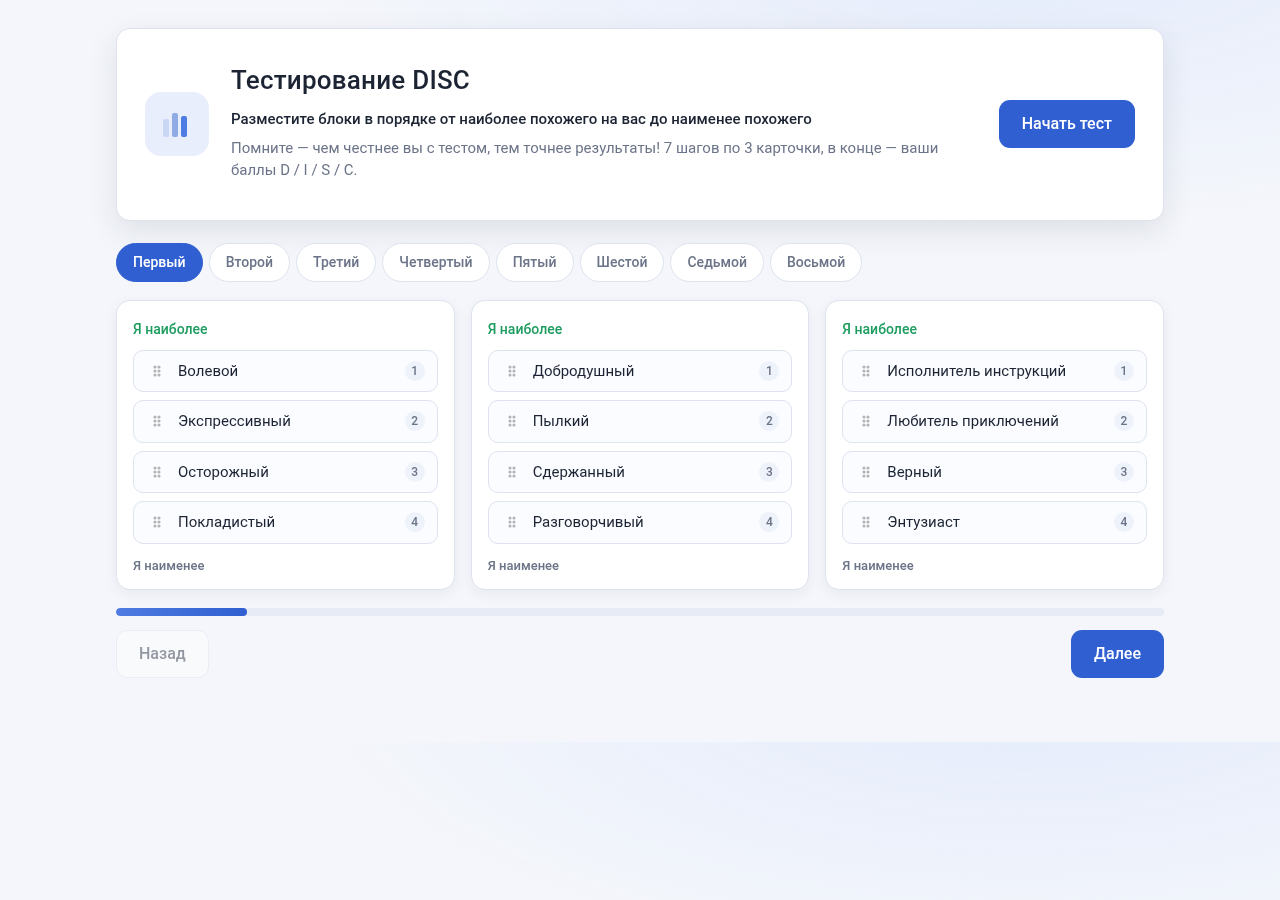 Тестирование DISC
Разместите блоки в порядке от наиболее похожего на вас до наименее похожего
Помните — чем честнее вы с тестом, тем точнее результаты! 7 шагов по 3 карточки, в конце — ваши
баллы D / I / S / C.
Начать тест
Первый
Второй
Третий
Четвертый
Пятый
Шестой
Седьмой
Восьмой
Я наиболее
Волевой 1
Экспрессивный 2
Осторожный 3
Покладистый 4
Я наименее
Я наиболее
Добродушный 1
Пылкий 2
Сдержанный 3
Разговорчивый 4
Я наименее
Я наиболее
Исполнитель инструкций 1
Любитель приключений 2
Верный 3
Энтузиаст 4
Я наименее
Назад
Далее